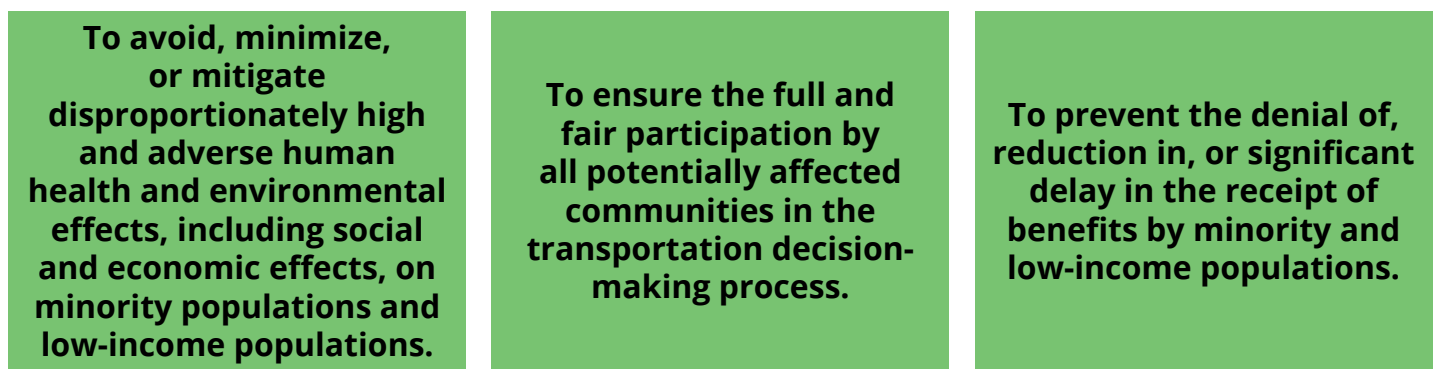 To avoid, minimize,
or mitigate
disproportionately high
and adverse human
health and environmental
effects, including social
and economic effects, on
minority populations and
low-income populations.
To ensure the full and
fair participation by
all potentially affected
communities in the
transportation decision-
making process.
To prevent the denial of,
reduction in, or significant
delay in the receipt of
benefits by minority and
low-income populations.